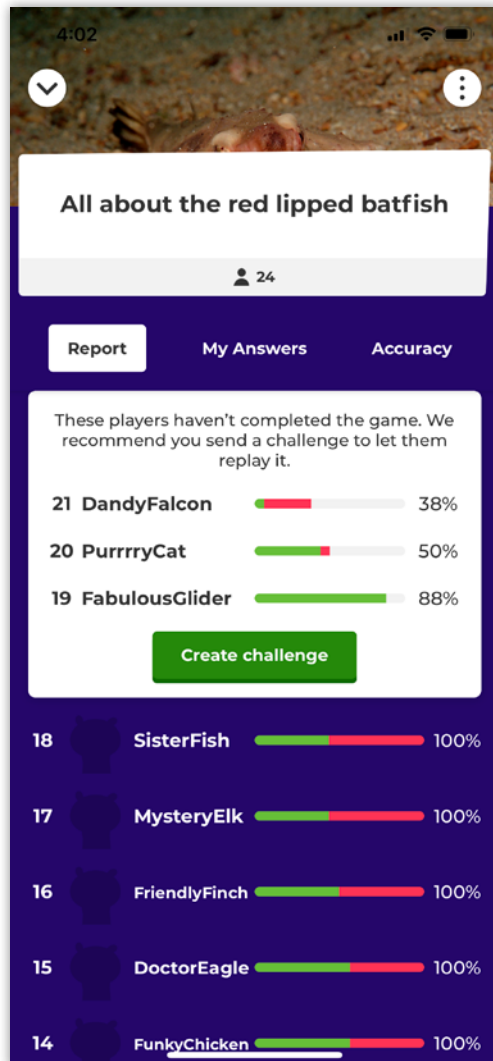 4:02
All about the red lipped batfish
24
Report My Answers Accuracy
These players haven’t completed the game. We
recommend you send a challenge to let them
replay it.
21 DandyFalcon 38%
20 PurrrryCat 50%
19 FabulousGlider 88%
Create challenge
18 SisterFish 100%
17 MysteryElk 100%
16 FriendlyFinch 100%
15 DoctorEagle 100%
14 FunkyChicken 100%